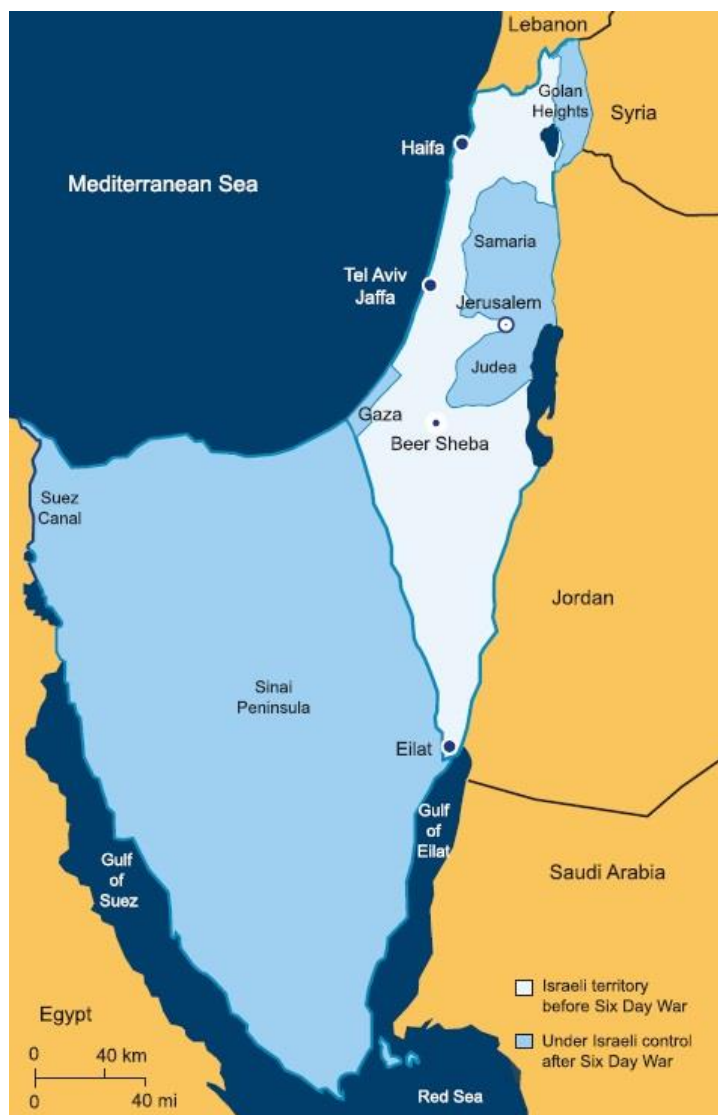 Lebanon
Golan
Heights
Syria
Haifa
Mediterranean Sea
Samaria
Tel Aviv
Jaffa
Jerusalem
Judea
Gaza
Beer Sheba
Suez
Canal
Jordan
Sinai
Peninsula
Eilat
Gulf
of
Eilat
Gulf
of
Suez
Saudi Arabia
Israeli territory
before Six Day War
Egypt
Under Israeli control
after Six Day War
0 40 km
0 40 mi
Red Sea